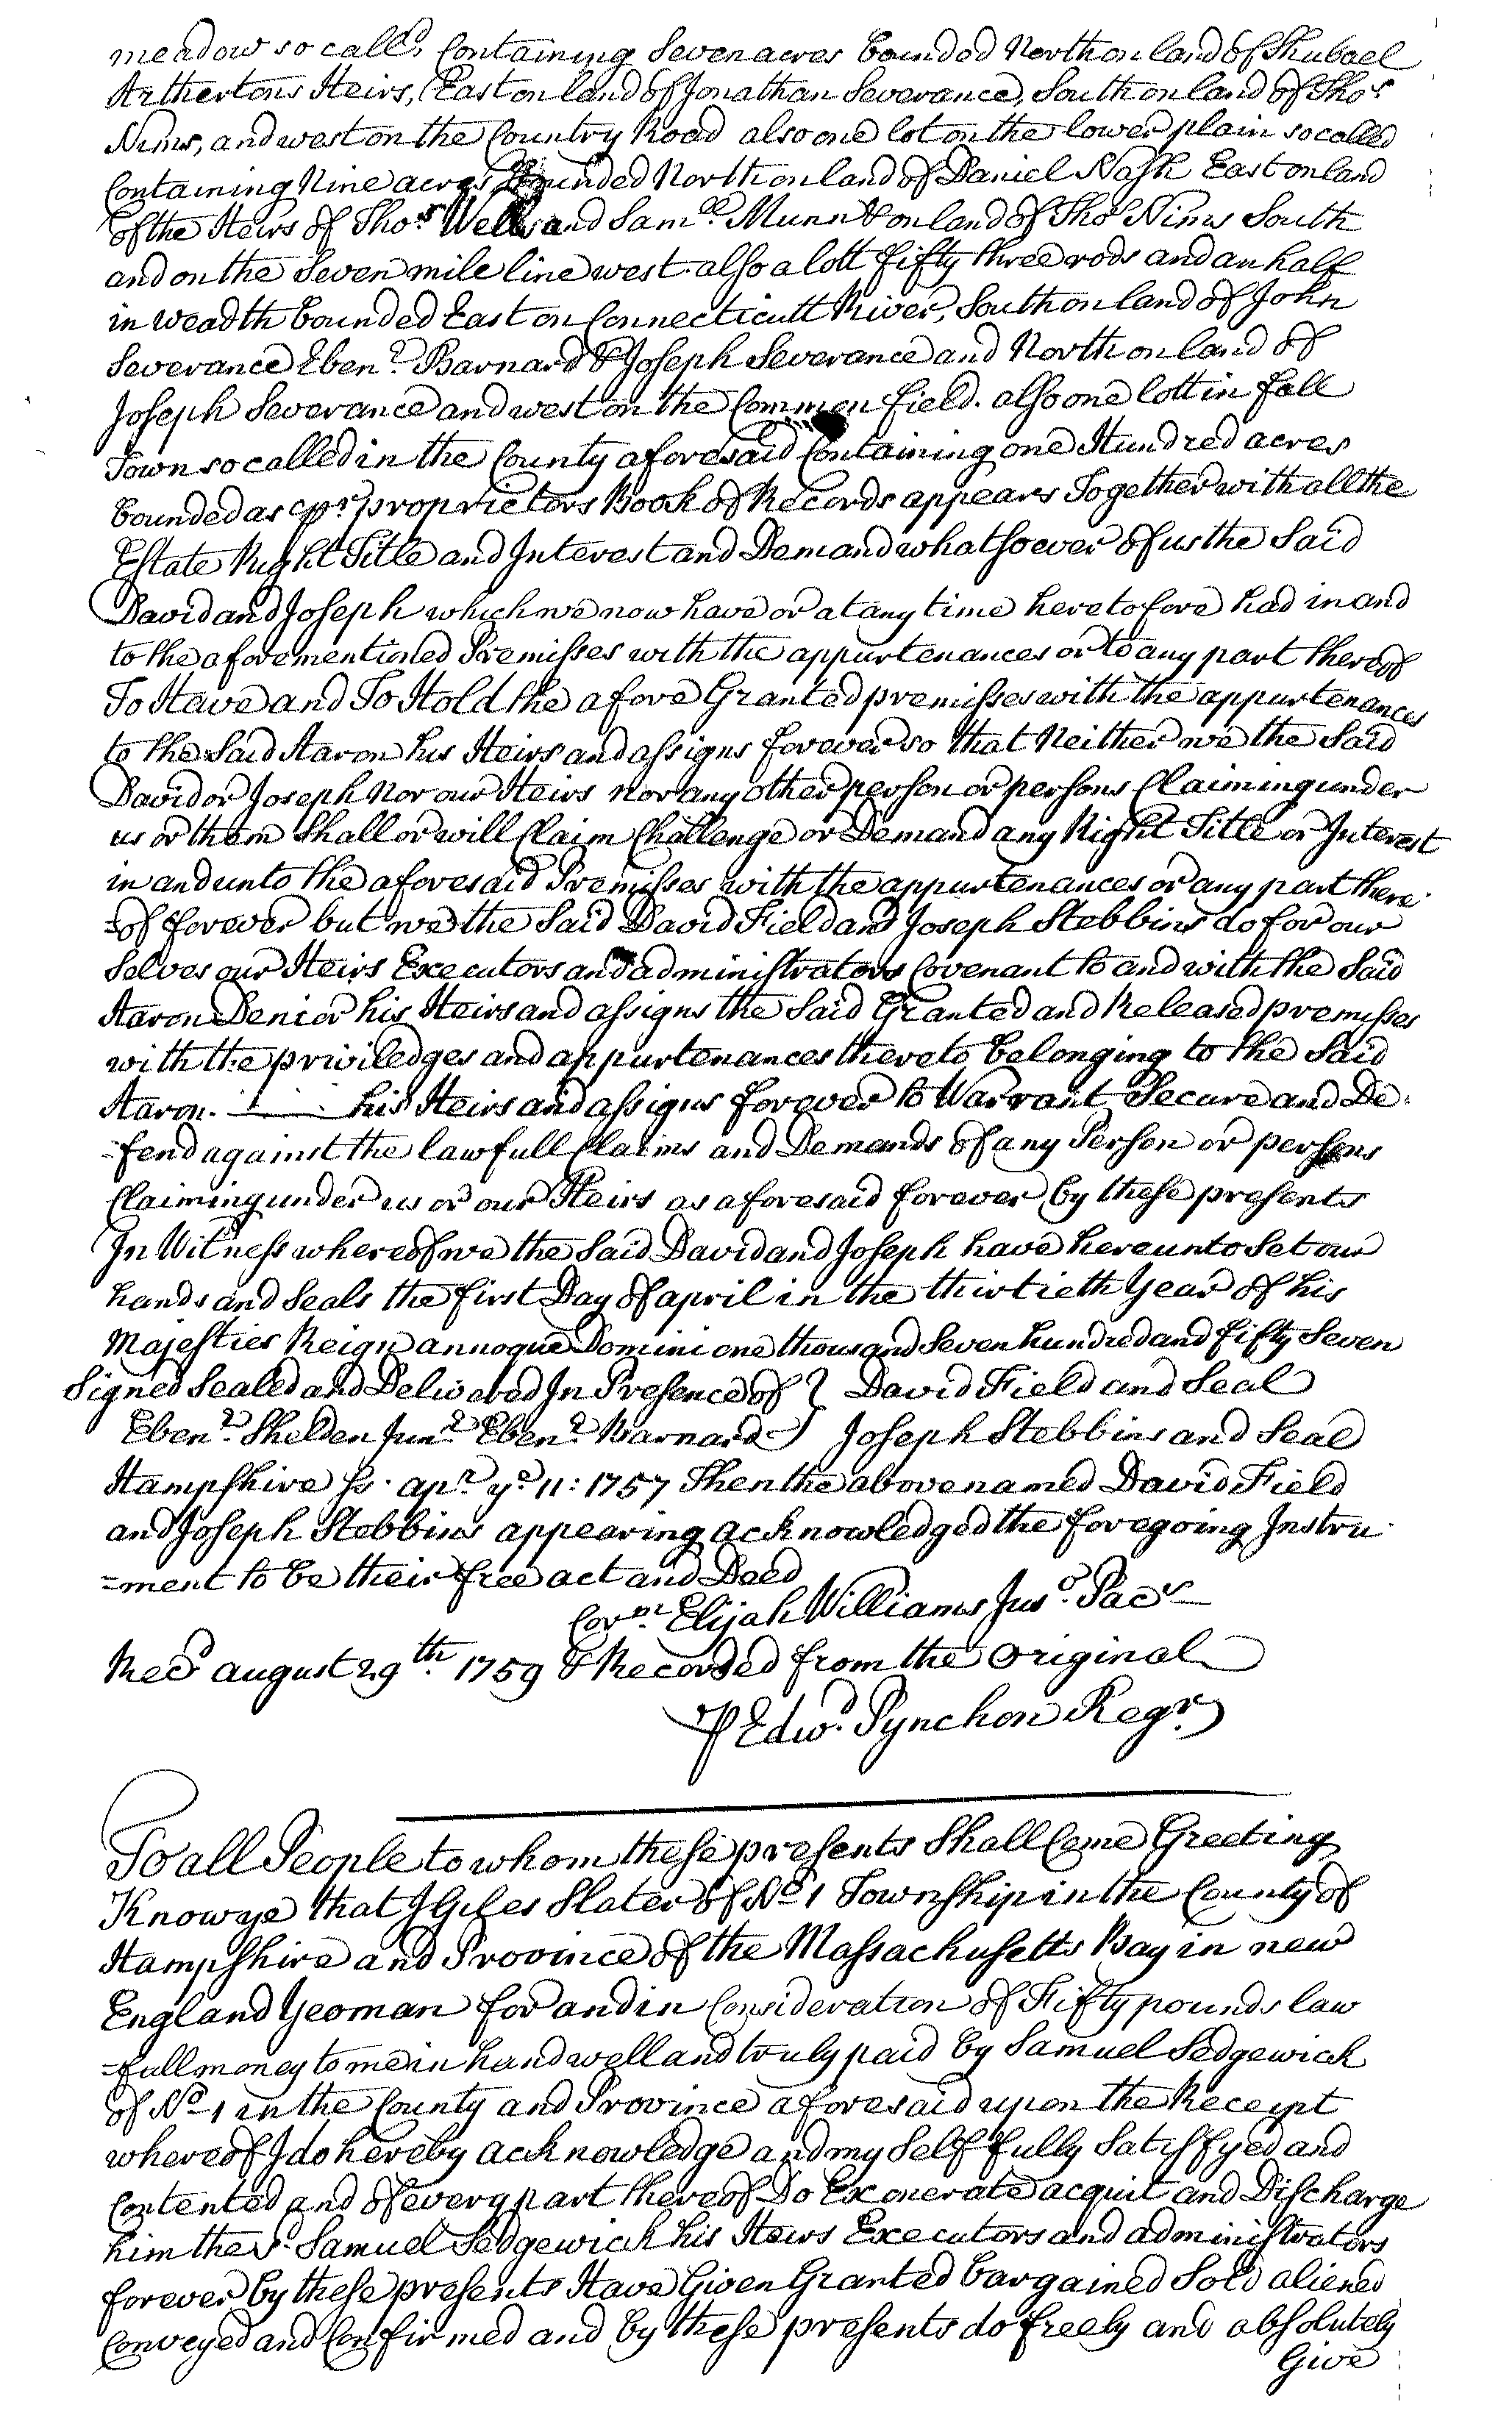 meadow so calld, Containing Seven acres bounded North on land of Shubael
Arthertons Heirs, East on land of Jonathan Severance, South on land of Thos
Nims, and west on the Country Road also one lot on the lower plain so called
Containing Nine acres Bounded North on land of Daniel Nash East on land
of the Heirs of Thos. Wells and Samll. Munn & on land of Thos Nims South
and on the Seven mile line west. also a lott fifty three rods and an half
in weadth bounded East on Connecticutt River, South on land of John
Severance Ebenr. Barnard & Joseph Severance and North on land of
Joseph Severance and west on the Common field. also one lott in fall
Town so called in the County aforesaid Containing one Hundred acres
bounded as pr. proprietors Book of Records appears Together with all the
Estate Right Title and Interest and Demand whatsoever of us the Said
David and Joseph which we now have or at any time heretofore had in and
to the aforementioned Premisses with the appurtenances or to any part thereof
To Have and To Hold the afore Granted premisses with the appurtenances
to the Said Aaron his Heirs and assigns forever so that Neither we the Said
David or Joseph Nor our Heirs nor any other person or persons Claiming under
us or them Shall or will Claim Challenge or Demand any Right Title or Interest
in and unto the aforesaid Premisses with the appurtenances or any part there
=of forever but we the Said David Field and Joseph Stebbins do for our
Selves our Heirs Executors and administrators Covenant to and with the Said
Aaron Denior his Heirs and assigns the Said Granted and Released premisses
with the priviledges and appurtenances thereto belonging to the Said
Aaron. his Heirs and assigns forever to Warrant Secure and De=
=fend against the lawfull Claims and Demands of any Person or persons
Claiming under us or our Heirs as aforesaid forever by these presents
In Witness whereof we the Said David and Joseph have hereunto Set our
hands and Seals the first Day of april in the thirtieth Year of his
Majesties Reign annoque Domini one thousand Seven hundred and fifty Seven
Signed Sealed and Delivered In Presence of } David Field and Seal
Ebenr. Shelden Junr. Ebenr. Barnard } Joseph Stebbins and Seal
Hampshire ss. apr. ye 11: 1757 Then the abovenamed David Field
and Joseph Stebbins appearing acknowledged the foregoing Instru
=ment to be their free act and Deed
Corm. Elijah Williams Jusc. Pacs
Recd august 29th. 1759 & Recorded from the Original
P Edwd. Pynchon Regr.
To all People to whom these presents Shall Come Greeting
Know ye that I Giles Slater of No 1 Township in the County of
Hampshire and Province of the Massachusetts Bay in new
England Yeoman for and in Consideration of Fifty pounds law
=full money to me in hand well and truly paid by Samuel Sedgewick
of No 1 in the County and Province aforesaid upon the Receipt
whereof I do hereby acknowledge and my Self fully Satisfyed and
Contented and of every part thereof Do Exonerate acquit and Discharge
him the sd. Samuel Sedgewick his Heirs Executors and administrators
forever by these presents Have Given Granted bargained Sold aliened
Conveyed and Confirmed and by these presents do freely and absolutely
Give